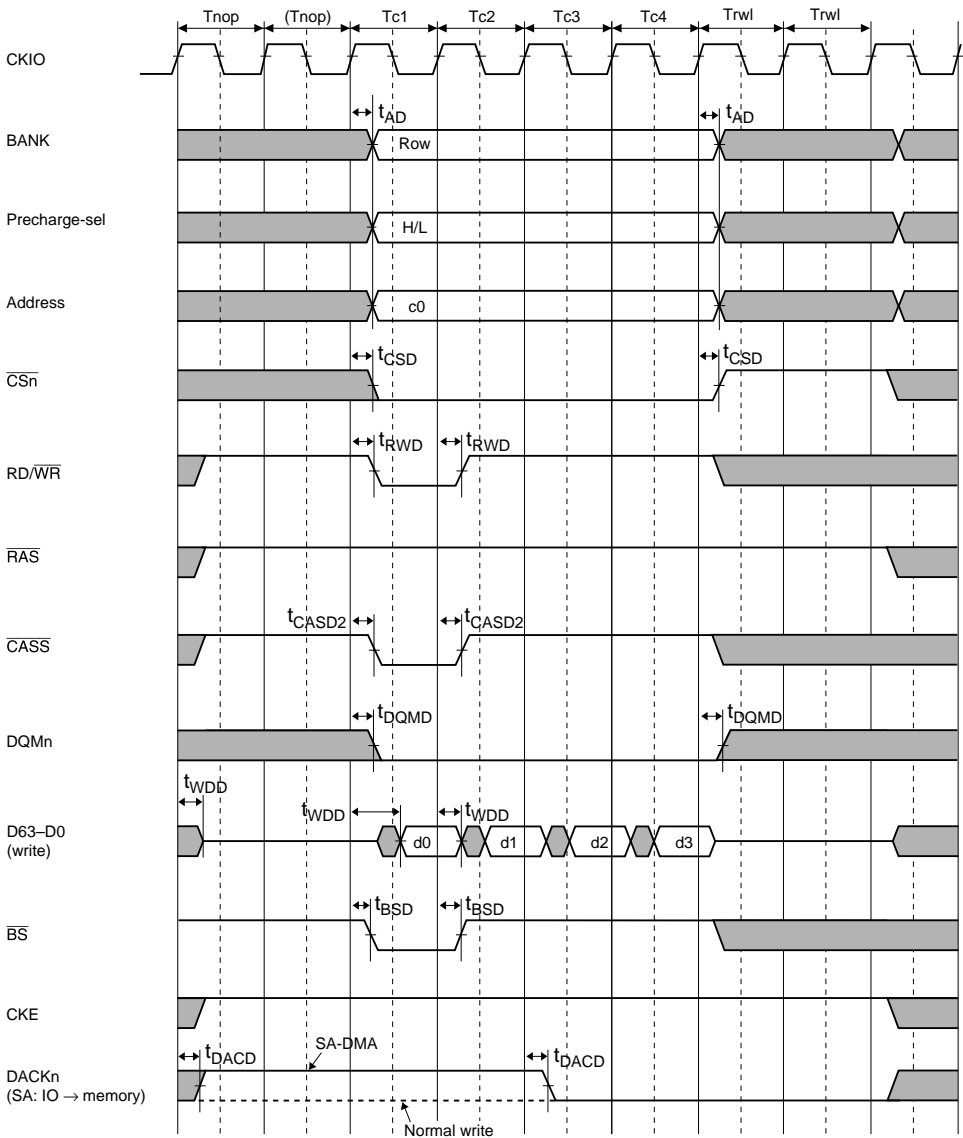 Tnop (Tnop) Tc1 Tc2 Tc3 Tc4 Trwl Trwl
CKIO
tAD tAD
BANK Row
Precharge-sel H/L
Address c0
tCSD tCSD
CSn
tRWD tRWD
RD/WR
RAS
tCASD2 tCASD2
CASS
tDQMD tDQMD
DQMn
tWDD tWDD tWDD
D63–D0 d0 d1 d2 d3
(write)
tBSD tBSD
BS
CKE
SA-DMA
tDACD tDACD
DACKn
(SA: IO → memory)
Normal write